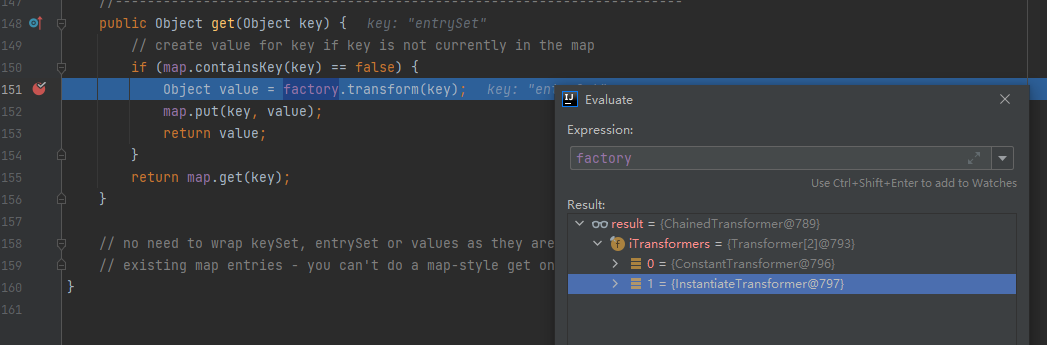 147 //----------------------------------------------------------------------
148 public Object get(Object key) { key: "entrySet"
149 // create value for key if key is not currently in the map
150 if (map.containsKey(key) == false) {
151 Object value = factory.transform(key); key: "ent
152 map.put(key, value);
153 return value;
154 }
155 return map.get(key);
156 }
157
158 // no need to wrap keySet, entrySet or values as they are
159 // existing map entries - you can't do a map-style get on
160 }
161
Evaluate
Expression:
factory
Use Ctrl+Shift+Enter to add to Watches
Result:
result = {ChainedTransformer@789}
iTransformers = {Transformer[2]@793}
0 = {ConstantTransformer@796}
1 = {InstantiateTransformer@797}